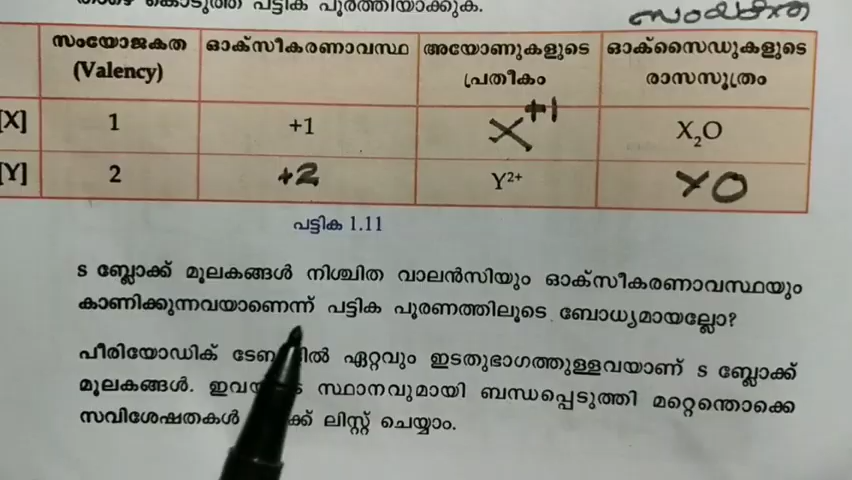 താഴെ കൊടുത്ത പട്ടിക പൂർത്തിയാക്കുക.
സംയോജകത ഓക്സീകരണാവസ്ഥ അയോണുകളുടെ ഓക്സൈഡുകളുടെ
(Valency) പ്രതീകം രാസസൂത്രം
[X] 1 +1 X+1 X₂O
[Y] 2 +2 Y²⁺ YO
പട്ടിക 1.11
s ബ്ലോക്ക് മൂലകങ്ങൾ നിശ്ചിത വാലൻസിയും ഓക്സീകരണാവസ്ഥയും
കാണിക്കുന്നവയാണെന്ന് പട്ടിക പൂരണത്തിലൂടെ ബോധ്യമായല്ലോ?
പീരിയോഡിക് ഏറ്റവും ഇടതുഭാഗത്തുള്ളവയാണ് s ബ്ലോക്ക്
മൂലകങ്ങൾ. സ്ഥാനവുമായി ബന്ധപ്പെടുത്തി മറ്റെന്തൊക്കെ
സവിശേഷതകൾ ലിസ്റ്റ് ചെയ്യാം.